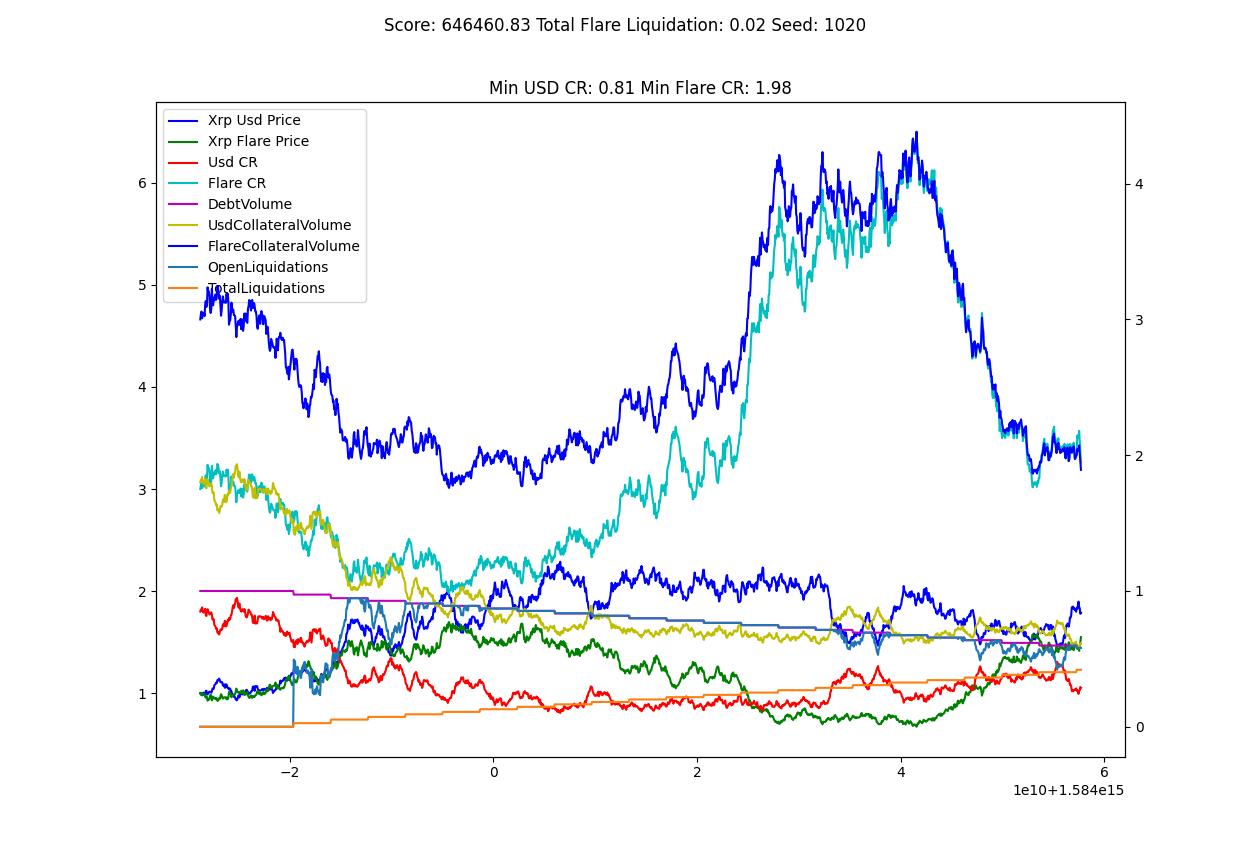 Score: 646460.83 Total Flare Liquidation: 0.02 Seed: 1020
Min USD CR: 0.81 Min Flare CR: 1.98
Xrp Usd Price
Xrp Flare Price
Usd CR
Flare CR
DebtVolume
UsdCollateralVolume
FlareCollateralVolume
OpenLiquidations
TotalLiquidations
6
5
4
3
2
1
4
3
2
1
0
−2
0
2
4
6
1e10+1.584e15